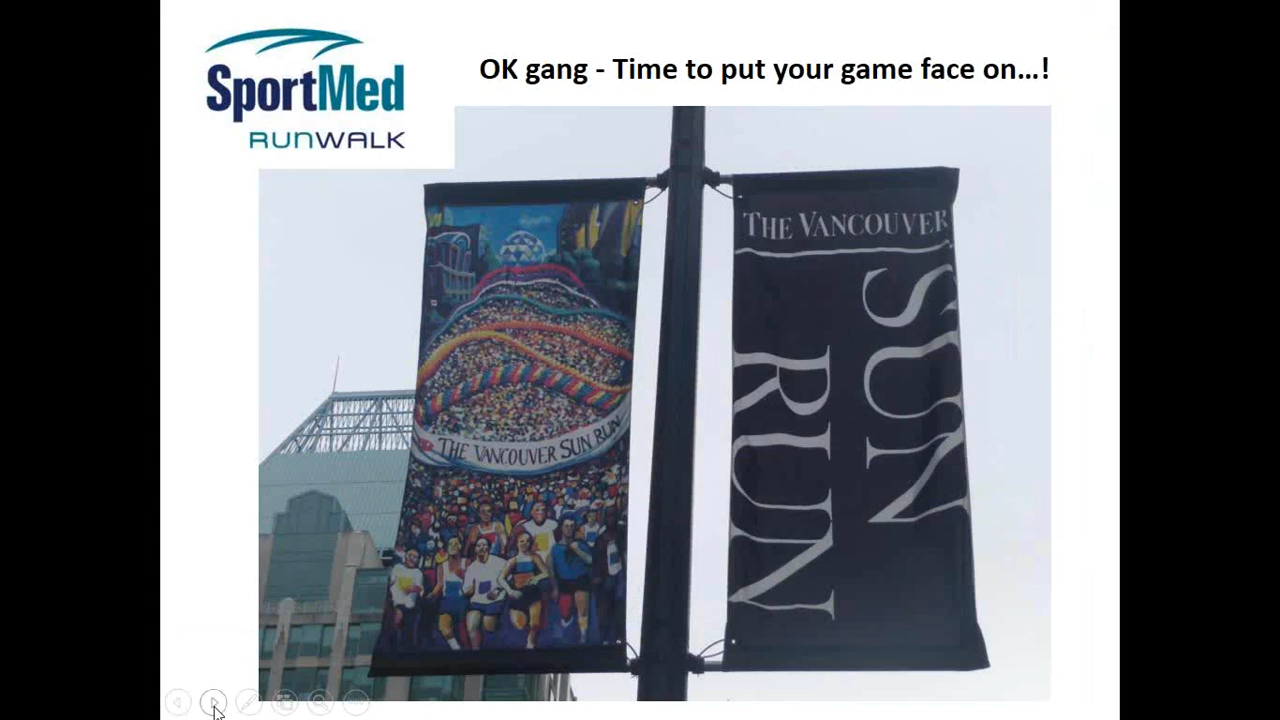 SportMed
RUNWALK
OK gang - Time to put your game face on...!
THE VANCOUVER SUN RUN
THE VANCOUVER
SUN
RUN